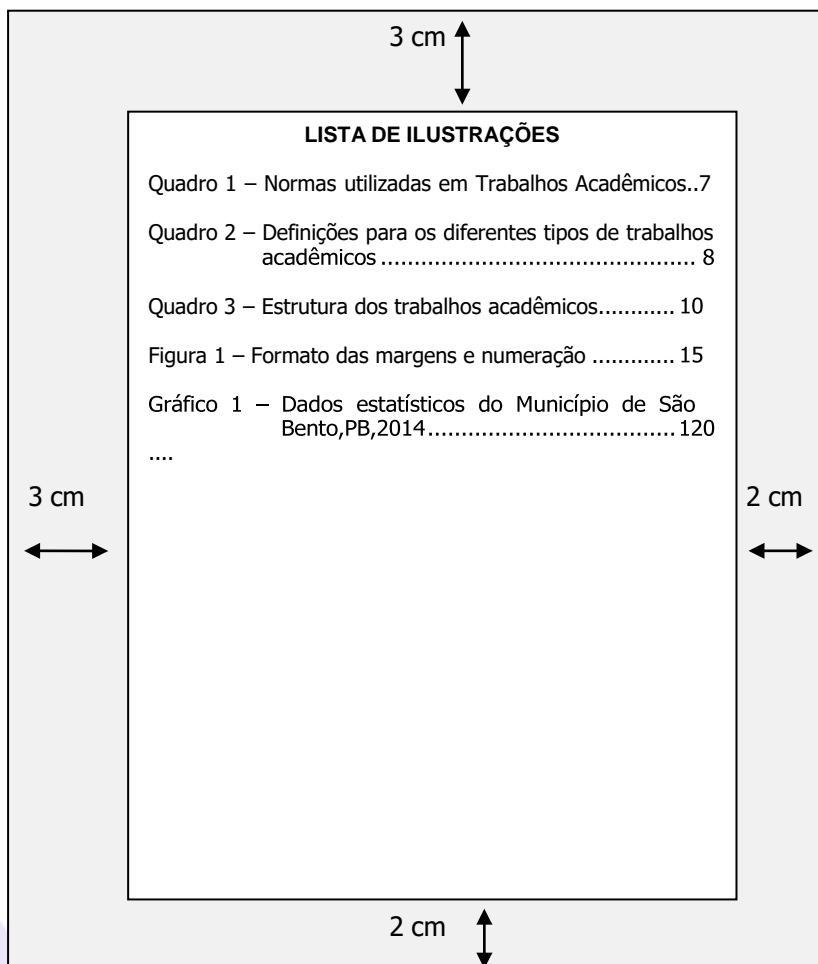 3 cm
LISTA DE ILUSTRAÇÕES
Quadro 1 – Normas utilizadas em Trabalhos Acadêmicos..7
Quadro 2 – Definições para os diferentes tipos de trabalhos
acadêmicos ............................................... 8
Quadro 3 – Estrutura dos trabalhos acadêmicos............ 10
Figura 1 – Formato das margens e numeração ............. 15
Gráfico 1 – Dados estatísticos do Município de São
Bento,PB,2014..................................... 120
....
3 cm
2 cm
2 cm